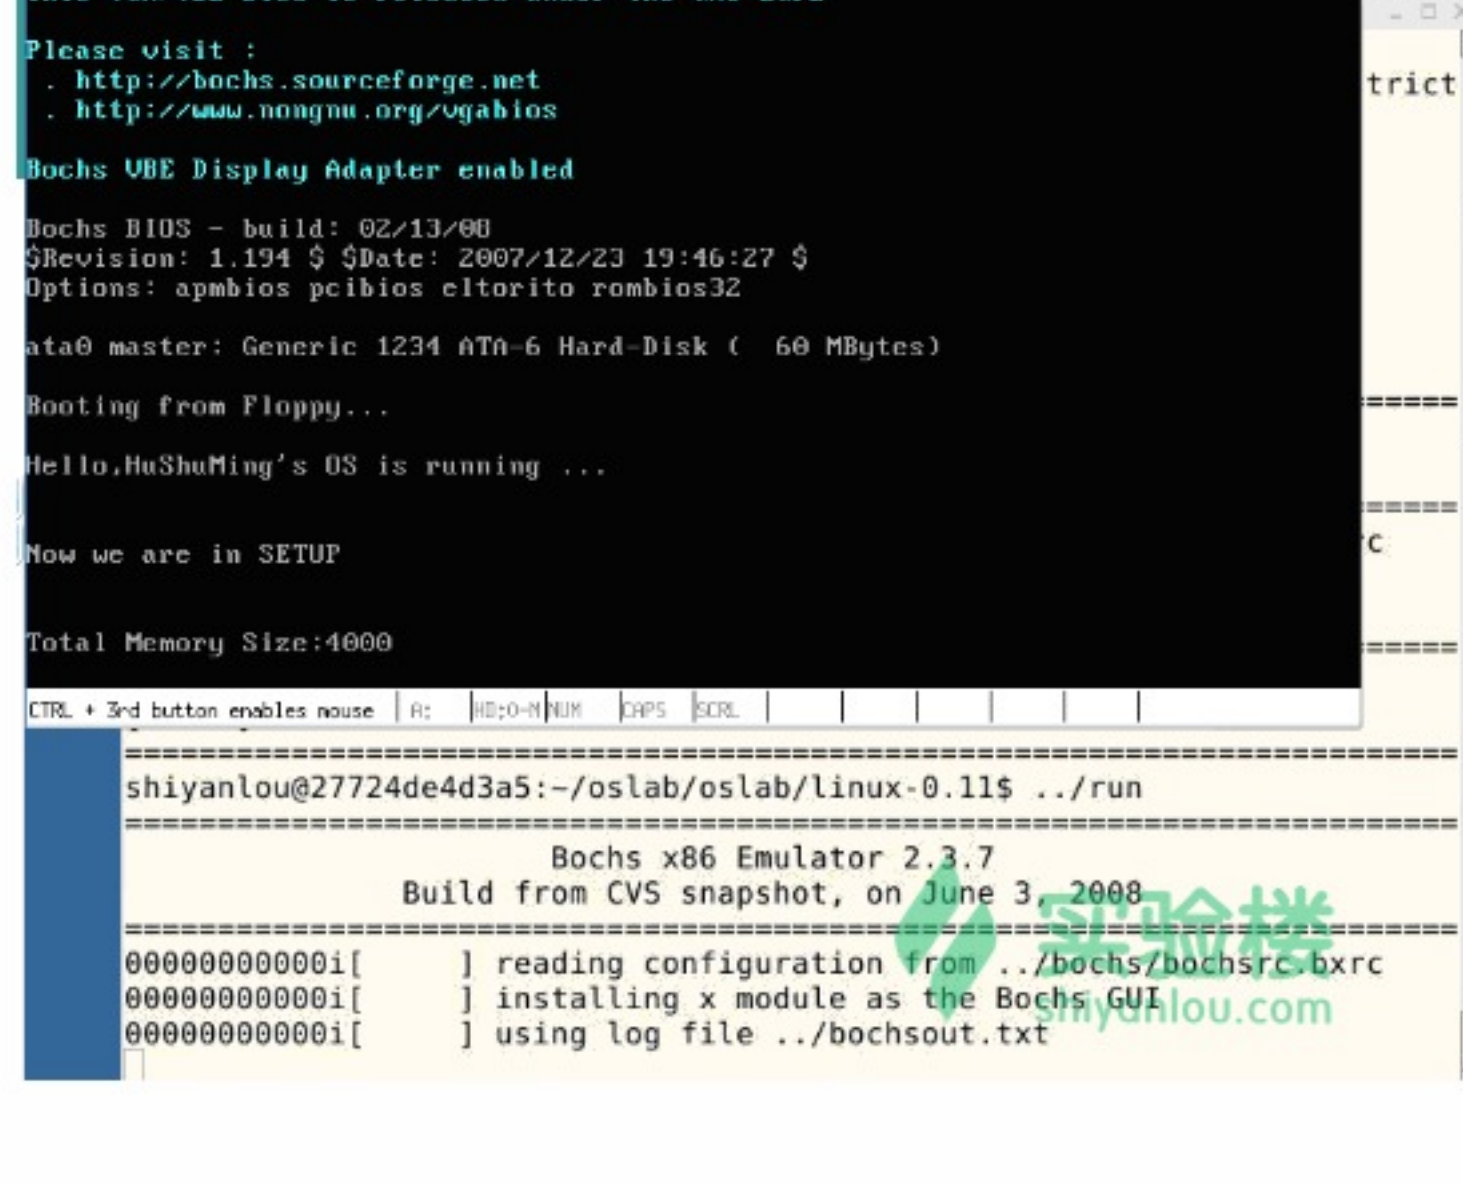 Please visit :
. http://bochs.sourceforge.net
. http://www.nongnu.org/vgabios
trict
Bochs VBE Display Adapter enabled
Bochs BIOS - build: 02/13/08
$Revision: 1.194 $ $Date: 2007/12/23 19:46:27 $
Options: apmbios pcibios eltorito rombios32
ata0 master: Generic 1234 ATA-6 Hard-Disk (  60 MBytes)
Booting from Floppy...
=====
Hello,HuShuMing's OS is running ...
=====
Now we are in SETUP
Total Memory Size:4000
=====
CTRL + 3rd button enables mouse A: HD:0-M NUM CAPS SCRL
========================================================================
shiyanlou@27724de4d3a5:~/oslab/oslab/linux-0.11$ ../run
========================================================================
Bochs x86 Emulator 2.3.7
Build from CVS snapshot, on June 3, 2008
========================================================================
00000000000i[      ] reading configuration from ../bochs/bochsrc.bxrc
00000000000i[      ] installing x module as the Bochs GUI
00000000000i[      ] using log file ../bochsout.txt
实验楼
shiyanlou.com